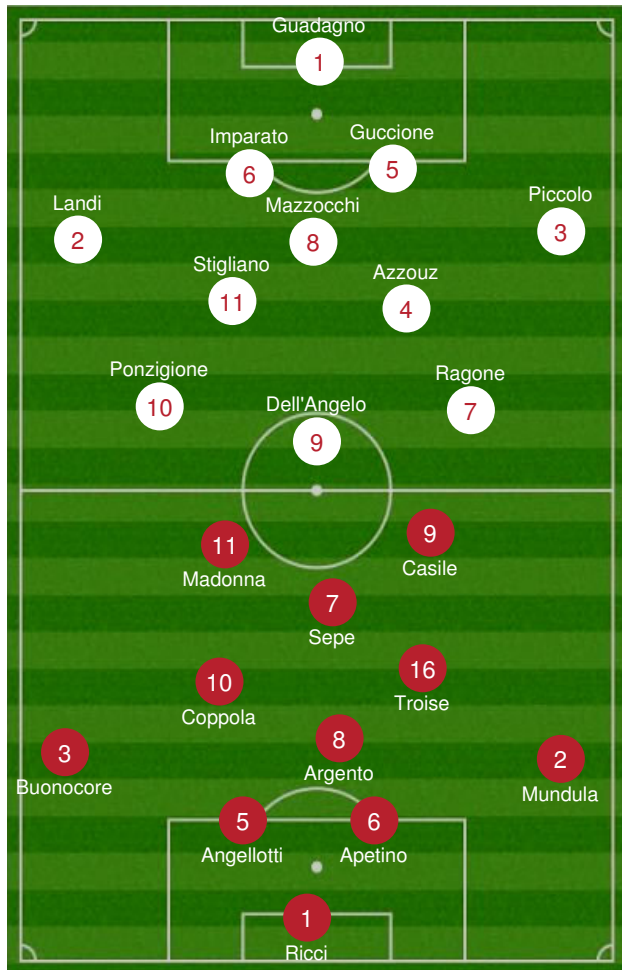 Guadagno
1
Imparato
6
Guccione
5
Landi
2
Mazzocchi
8
Piccolo
3
Stigliano
11
Azzouz
4
Ponzigione
10
Dell'Angelo
9
Ragone
7
11
Madonna
9
Casile
7
Sepe
10
Coppola
16
Troise
3
Buonocore
8
Argento
2
Mundula
5
Angellotti
6
Apetino
1
Ricci